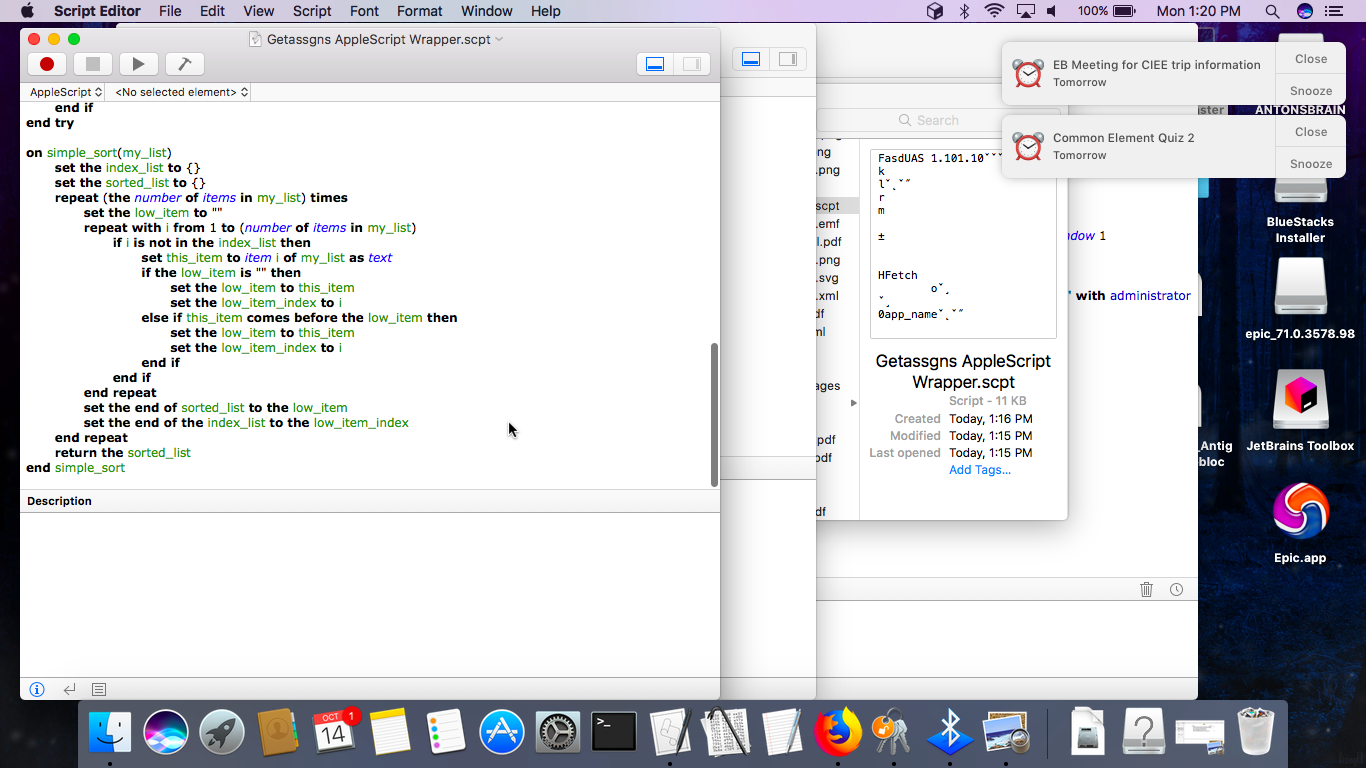 Script Editor File Edit View Script Font Format Window Help 100% Mon 1:20 PM
Getassgns AppleScript Wrapper.scpt
AppleScript <No selected element>
end if
end try
on simple_sort(my_list)
set the index_list to {}
set the sorted_list to {}
repeat (the number of items in my_list) times
set the low_item to ""
repeat with i from 1 to (number of items in my_list)
if i is not in the index_list then
set this_item to item i of my_list as text
if the low_item is "" then
set the low_item to this_item
set the low_item_index to i
else if this_item comes before the low_item then
set the low_item to this_item
set the low_item_index to i
end if
end if
end repeat
set the end of sorted_list to the low_item
set the end of the index_list to the low_item_index
end repeat
return the sorted_list
end simple_sort
Description
Search
ng
.png
scpt
.emf
l.pdf
.png
.svg
.xml
df
ml
ages
pdf
pdf
df
FasdUAS 1.101.10ˇˇˇ
k
lˇ˛ˇ˝
r
m
±
HFetch
oˇ˛
ˇ˛
0app_nameˇ˛ˇ˝
Getassgns AppleScript
Wrapper.scpt
Script - 11 KB
Created Today, 1:16 PM
Modified Today, 1:15 PM
Last opened Today, 1:15 PM
Add Tags...
ndow 1
" with administrator
EB Meeting for CIEE trip information
Tomorrow
Close
Snooze
Common Element Quiz 2
Tomorrow
Close
Snooze
ster
ANTONSBRAIN
BlueStacks
Installer
epic_71.0.3578.98
_Antig
bloc
JetBrains Toolbox
Epic.app
OCT
14
1